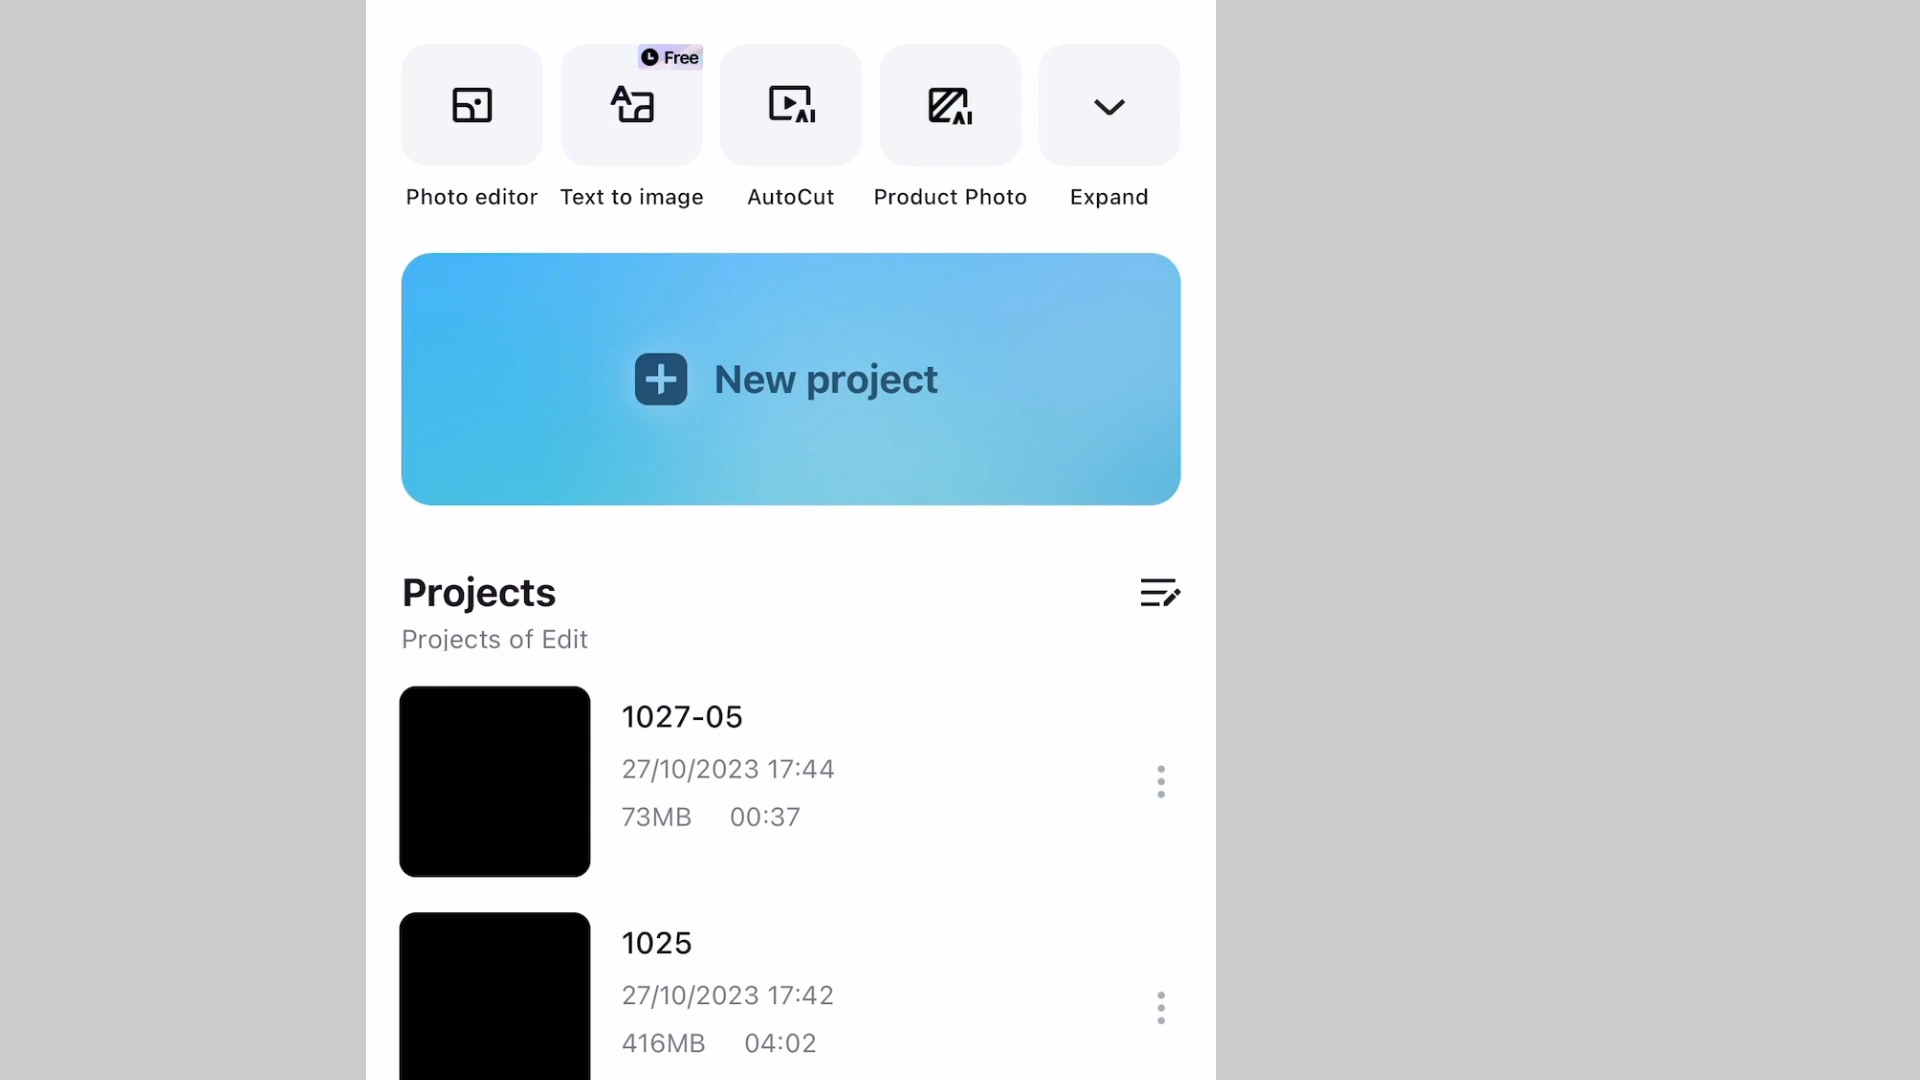 Free
Photo editor
Text to image
AutoCut
Product Photo
Expand
New project
Projects
Projects of Edit
1027-05
27/10/2023 17:44
73MB 00:37
1025
27/10/2023 17:42
416MB 04:02